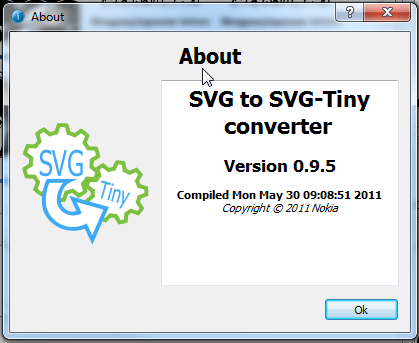 About
About
SVG to SVG-Tiny
converter
Version 0.9.5
Compiled Mon May 30 09:08:51 2011
Copyright © 2011 Nokia
SVG
Tiny
Ok